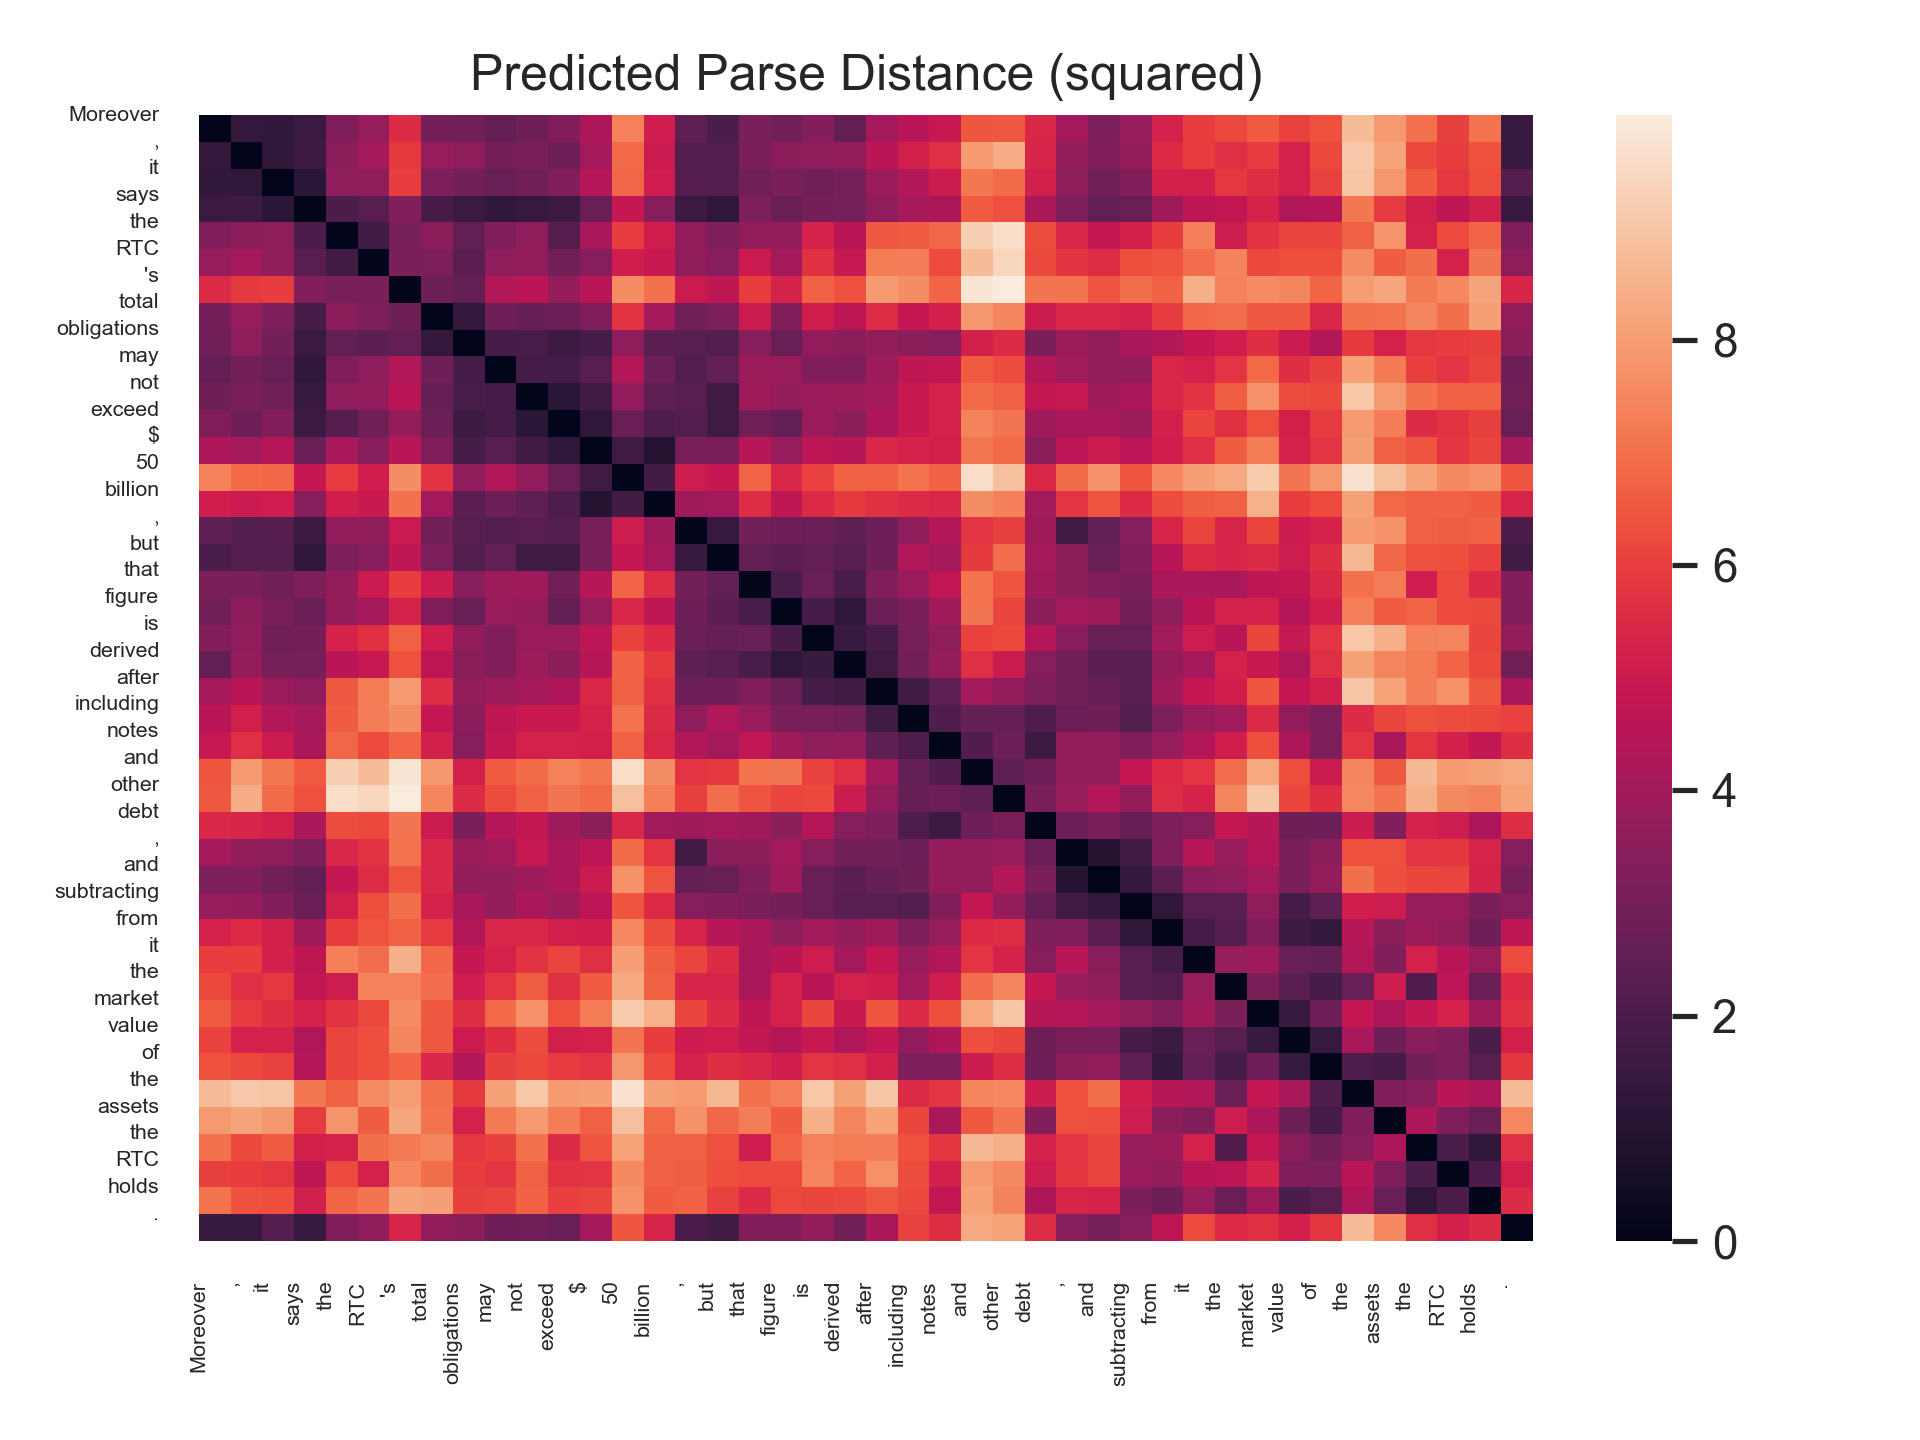 Predicted Parse Distance (squared)
Moreover
,
it
says
the
RTC
's
total
obligations
may
not
exceed
$
50
billion
,
but
that
figure
is
derived
after
including
notes
and
other
debt
,
and
subtracting
from
it
the
market
value
of
the
assets
the
RTC
holds
.
8
6
4
2
0
Moreover
,
it
says
the
RTC
's
total
obligations
may
not
exceed
$
50
billion
,
but
that
figure
is
derived
after
including
notes
and
other
debt
,
and
subtracting
from
it
the
market
value
of
the
assets
the
RTC
holds
.